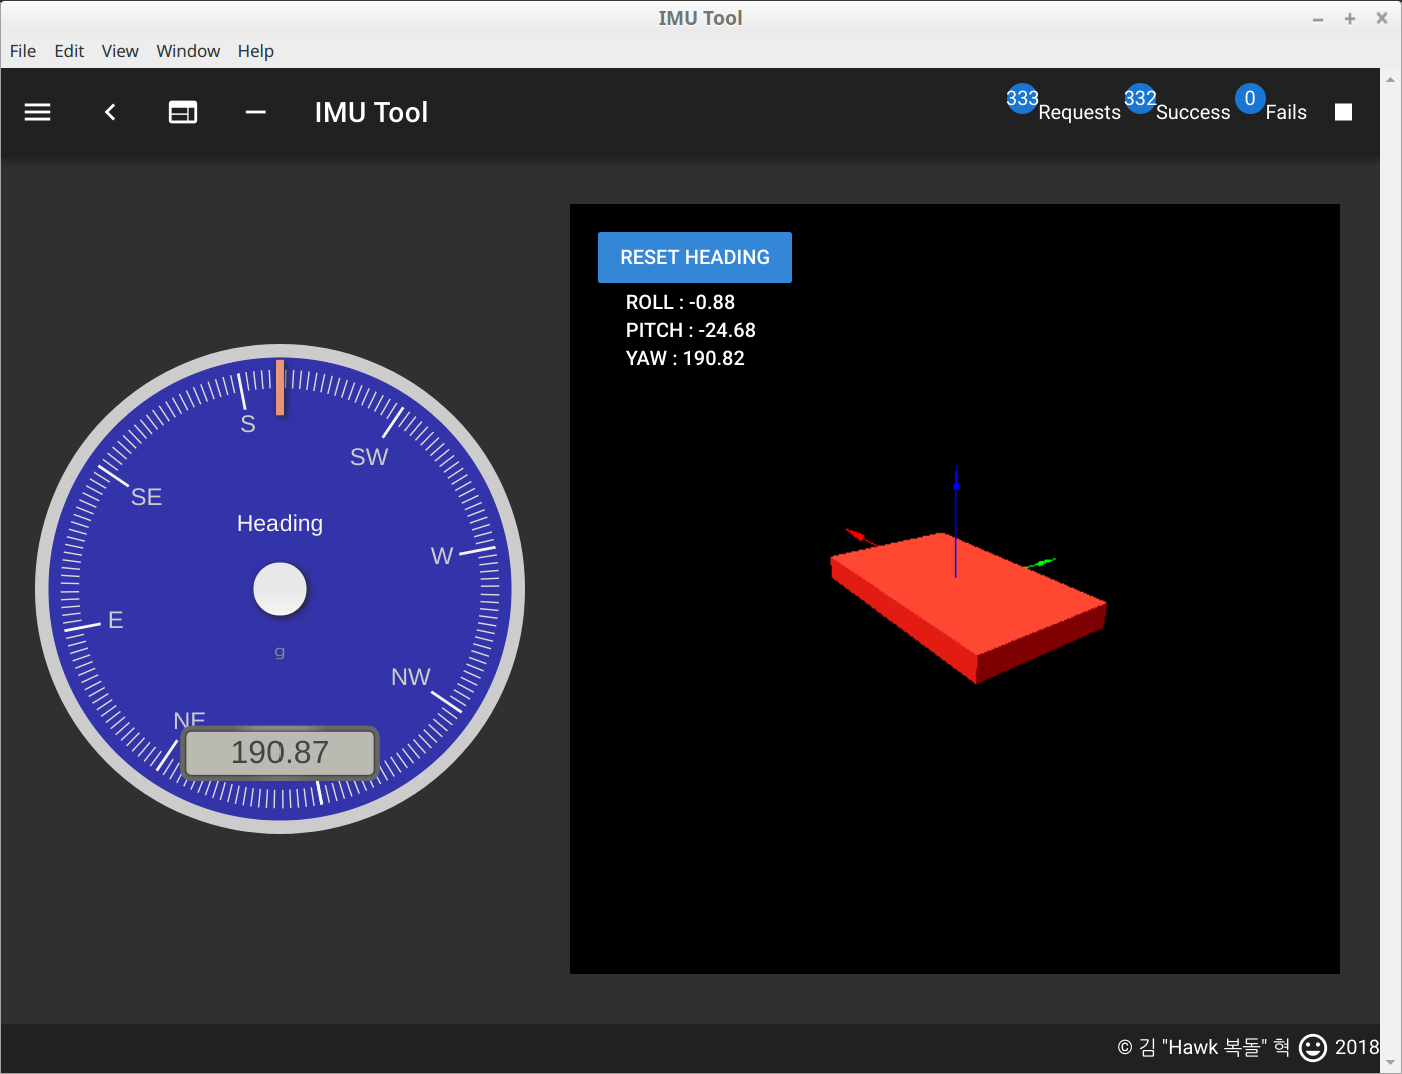 IMU Tool
File Edit View Window Help
IMU Tool
333 Requests 332 Success 0 Fails
RESET HEADING
ROLL : -0.88
PITCH : -24.68
YAW : 190.82
S
SW
SE
Heading
W
E
g
NW
NE
190.87
© 김 "Hawk 복돌" 혁 2018